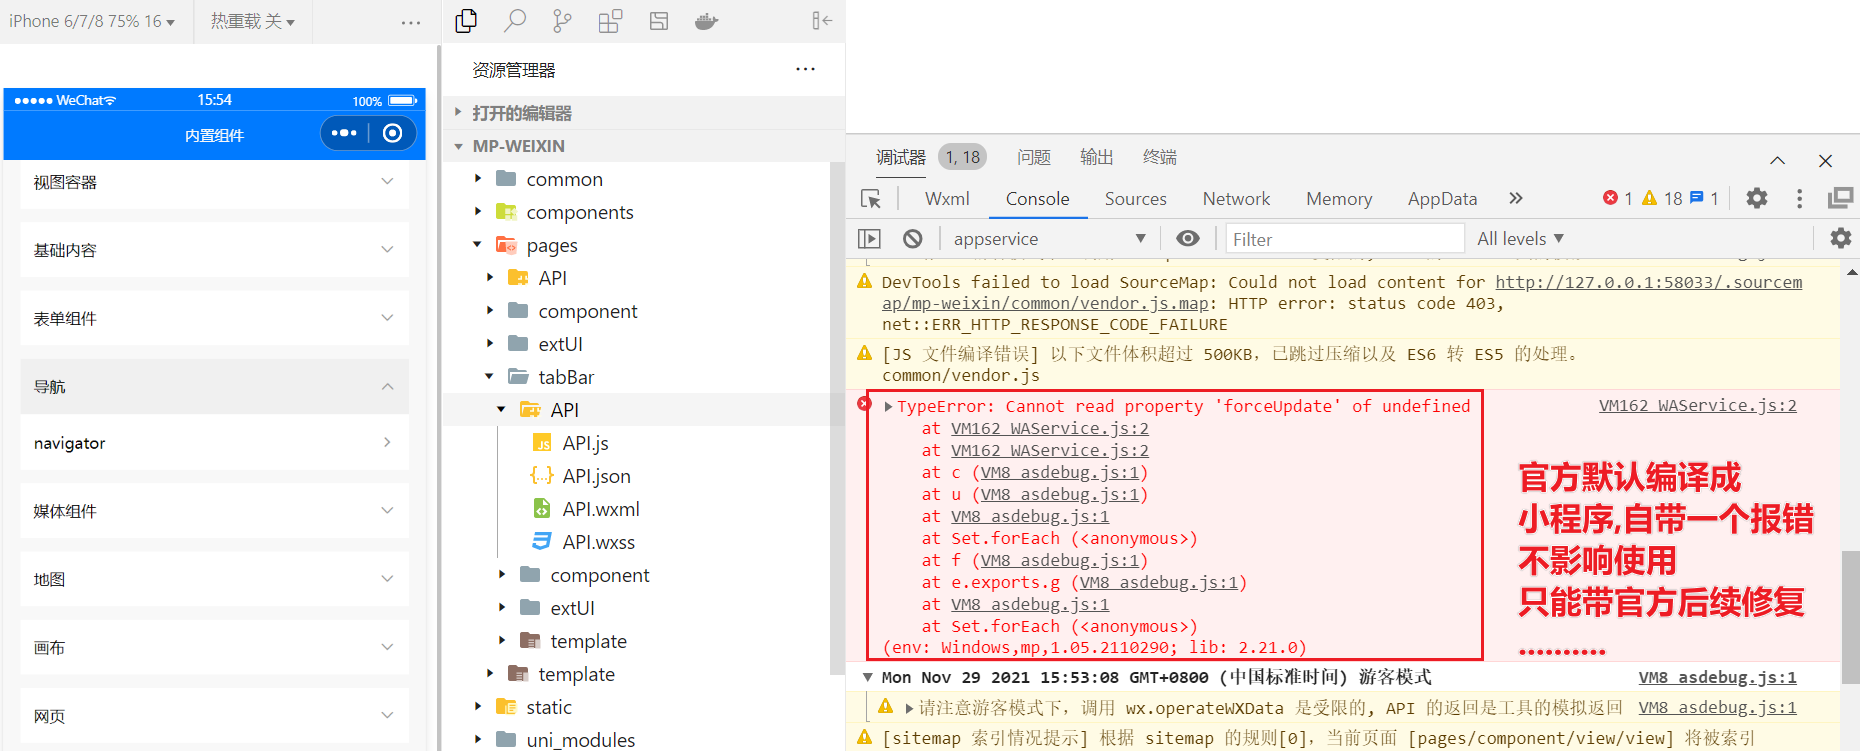 iPhone 6/7/8 75% 16
热重载 关
WeChat
15:54
100%
内置组件
视图容器
基础内容
表单组件
导航
navigator
媒体组件
地图
画布
网页
资源管理器
打开的编辑器
MP-WEIXIN
common
components
pages
API
component
extUI
tabBar
API
API.js
API.json
API.wxml
API.wxss
component
extUI
template
template
static
uni_modules
调试器 1, 18 问题 输出 终端
Wxml Console Sources Network Memory AppData 1 18 1
appservice Filter All levels
DevTools failed to load SourceMap: Could not load content for http://127.0.0.1:58033/.sourcem
ap/mp-weixin/common/vendor.js.map: HTTP error: status code 403,
net::ERR_HTTP_RESPONSE_CODE_FAILURE
[JS 文件编译错误] 以下文件体积超过 500KB，已跳过压缩以及 ES6 转 ES5 的处理。
common/vendor.js
TypeError: Cannot read property 'forceUpdate' of undefined VM162 WAService.js:2
at VM162 WAService.js:2
at VM162 WAService.js:2
at c (VM8 asdebug.js:1)
at u (VM8 asdebug.js:1)
at VM8 asdebug.js:1
at Set.forEach (<anonymous>)
at f (VM8 asdebug.js:1)
at e.exports.g (VM8 asdebug.js:1)
at VM8 asdebug.js:1
at Set.forEach (<anonymous>)
(env: Windows,mp,1.05.2110290; lib: 2.21.0)
官方默认编译成
小程序,自带一个报错
不影响使用
只能带官方后续修复
..........
Mon Nov 29 2021 15:53:08 GMT+0800 (中国标准时间) 游客模式 VM8 asdebug.js:1
请注意游客模式下，调用 wx.operateWXData 是受限的, API 的返回是工具的模拟返回 VM8 asdebug.js:1
[sitemap 索引情况提示] 根据 sitemap 的规则[0]，当前页面 [pages/component/view/view] 将被索引